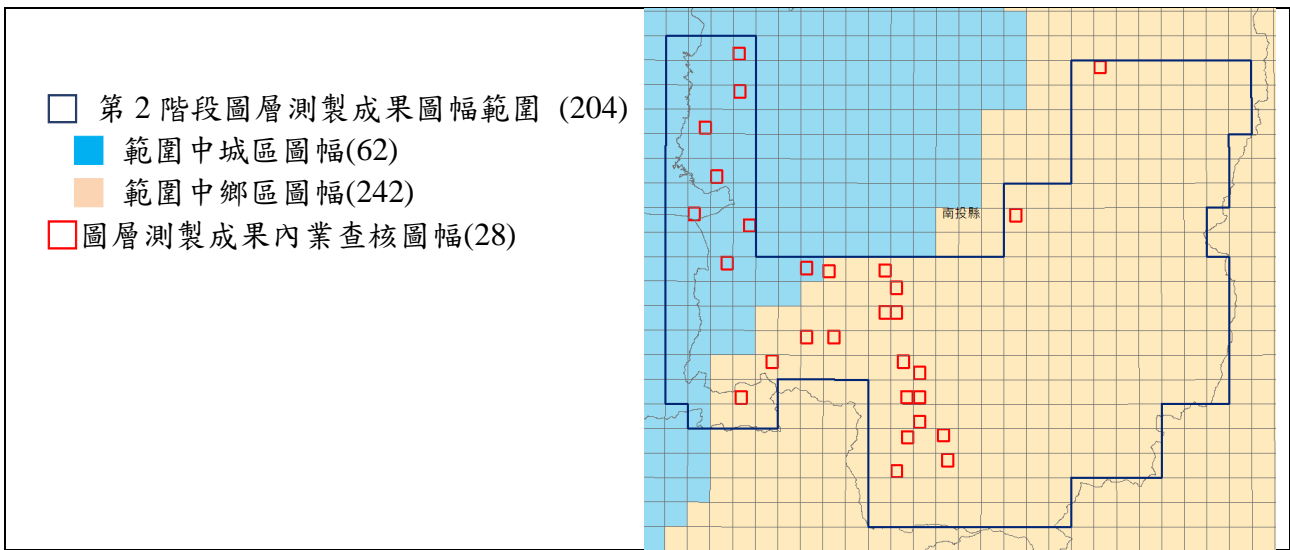 第 2 階段圖層測製成果圖幅範圍 (204)
範圍中城區圖幅(62)
範圍中鄉區圖幅(242)
圖層測製成果內業查核圖幅(28)
南投縣